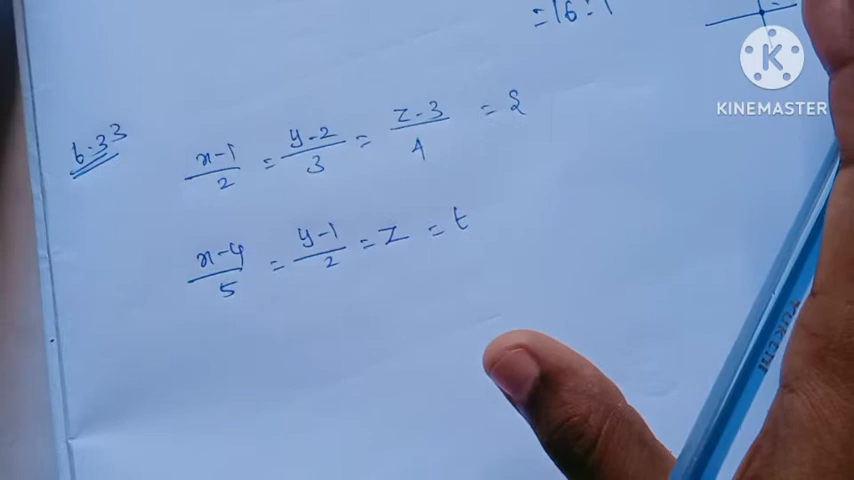 = 16 - 1
KINEMASTER
6.33
x-1/2 = y-2/3 = z-3/4 = s
x-4/5 = y-1/2 = z = t